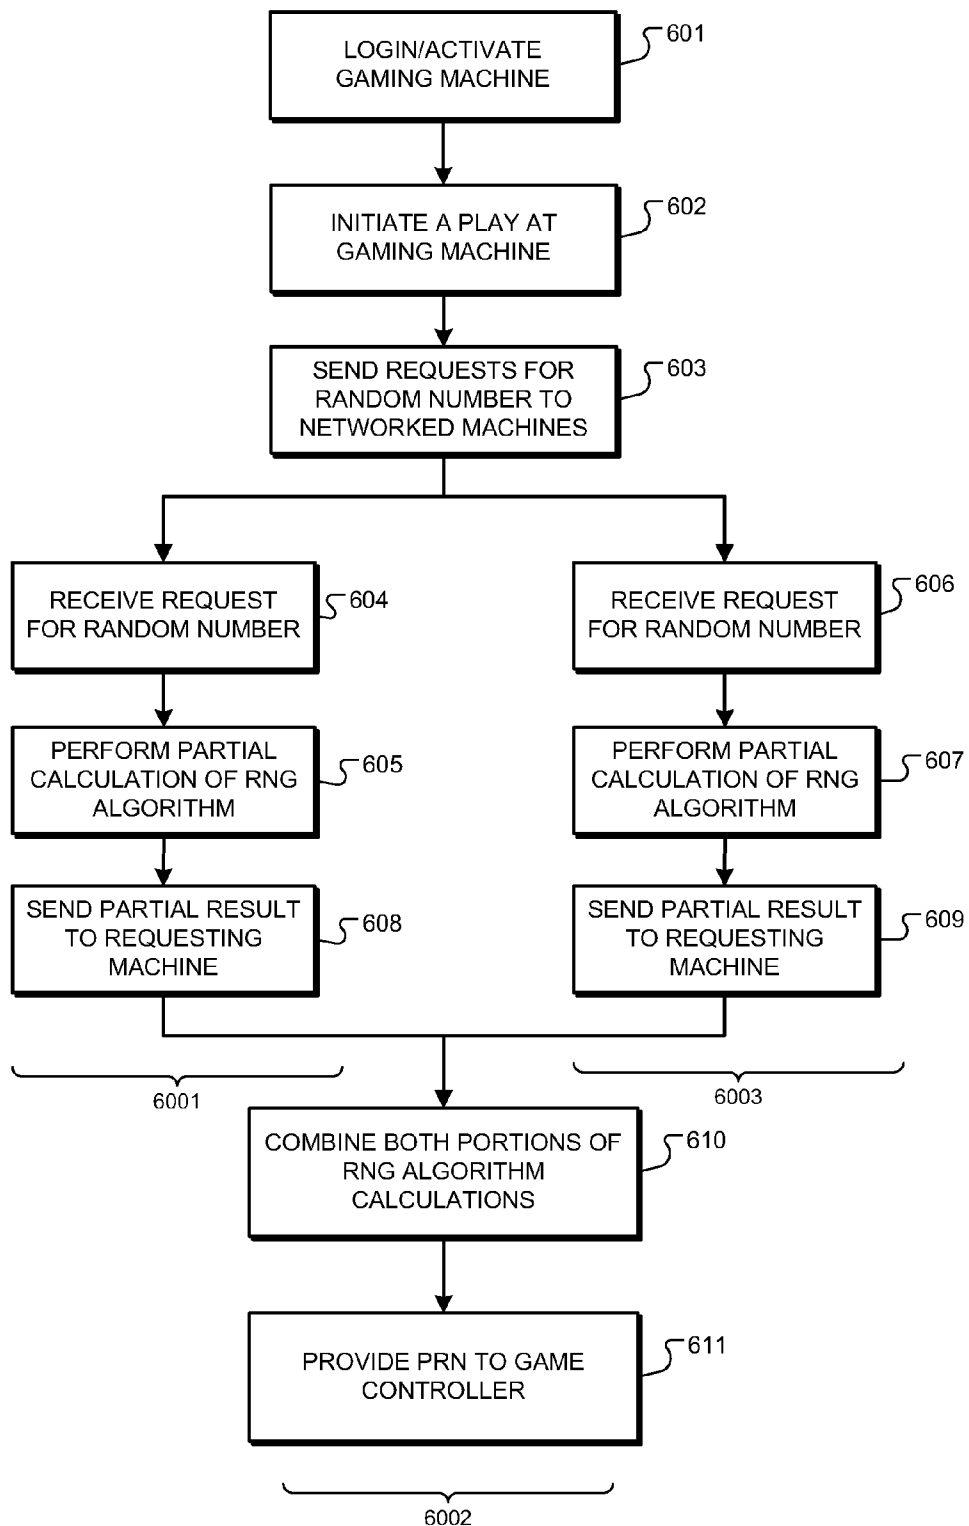 LOGIN/ACTIVATE
GAMING MACHINE
601
INITIATE A PLAY AT
GAMING MACHINE
602
SEND REQUESTS FOR
RANDOM NUMBER TO
NETWORKED MACHINES
603
RECEIVE REQUEST
FOR RANDOM NUMBER
604
RECEIVE REQUEST
FOR RANDOM NUMBER
606
PERFORM PARTIAL
CALCULATION OF RNG
ALGORITHM
605
PERFORM PARTIAL
CALCULATION OF RNG
ALGORITHM
607
SEND PARTIAL RESULT
TO REQUESTING
MACHINE
608
SEND PARTIAL RESULT
TO REQUESTING
MACHINE
609
6001
6003
COMBINE BOTH PORTIONS OF
RNG ALGORITHM
CALCULATIONS
610
PROVIDE PRN TO GAME
CONTROLLER
611
6002